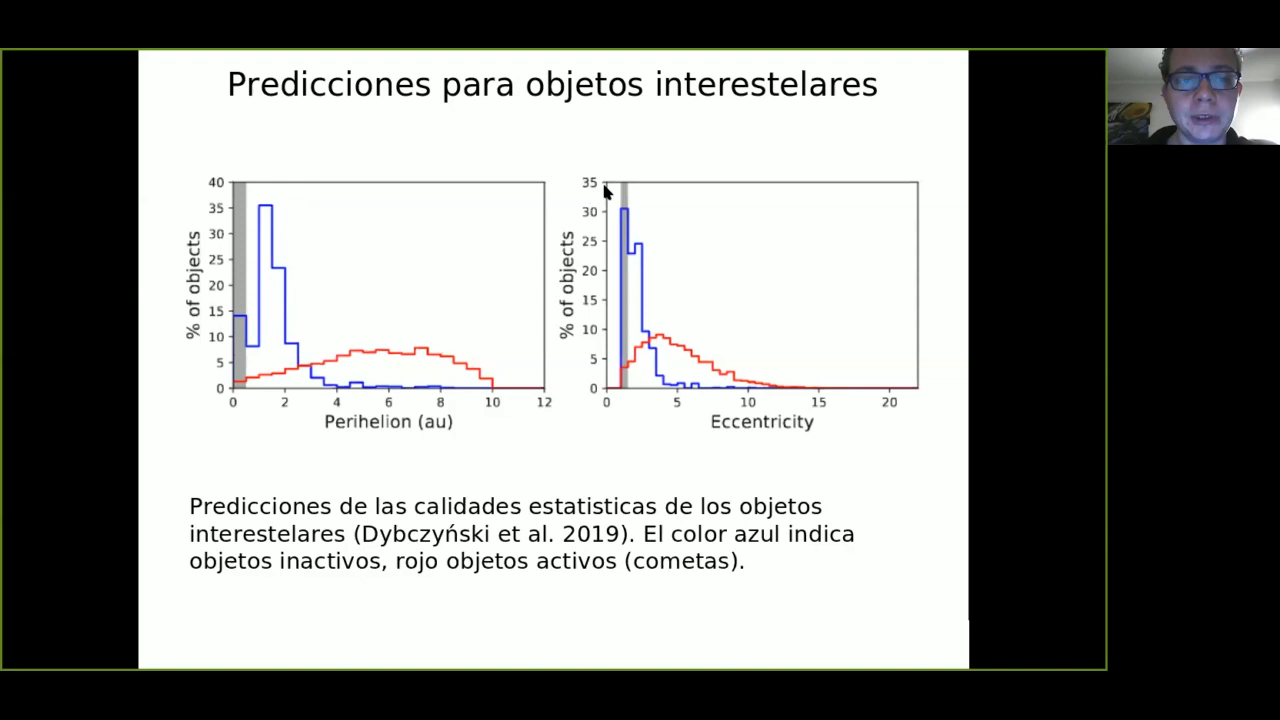 Predicciones para objetos interestelares
40
35
30
25
20
15
10
5
0
% of objects
0 2 4 6 8 10 12
Perihelion (au)
35
30
25
20
15
10
5
0
% of objects
0 5 10 15 20
Eccentricity
Predicciones de las calidades estatisticas de los objetos
interestelares (Dybczyński et al. 2019). El color azul indica
objetos inactivos, rojo objetos activos (cometas).